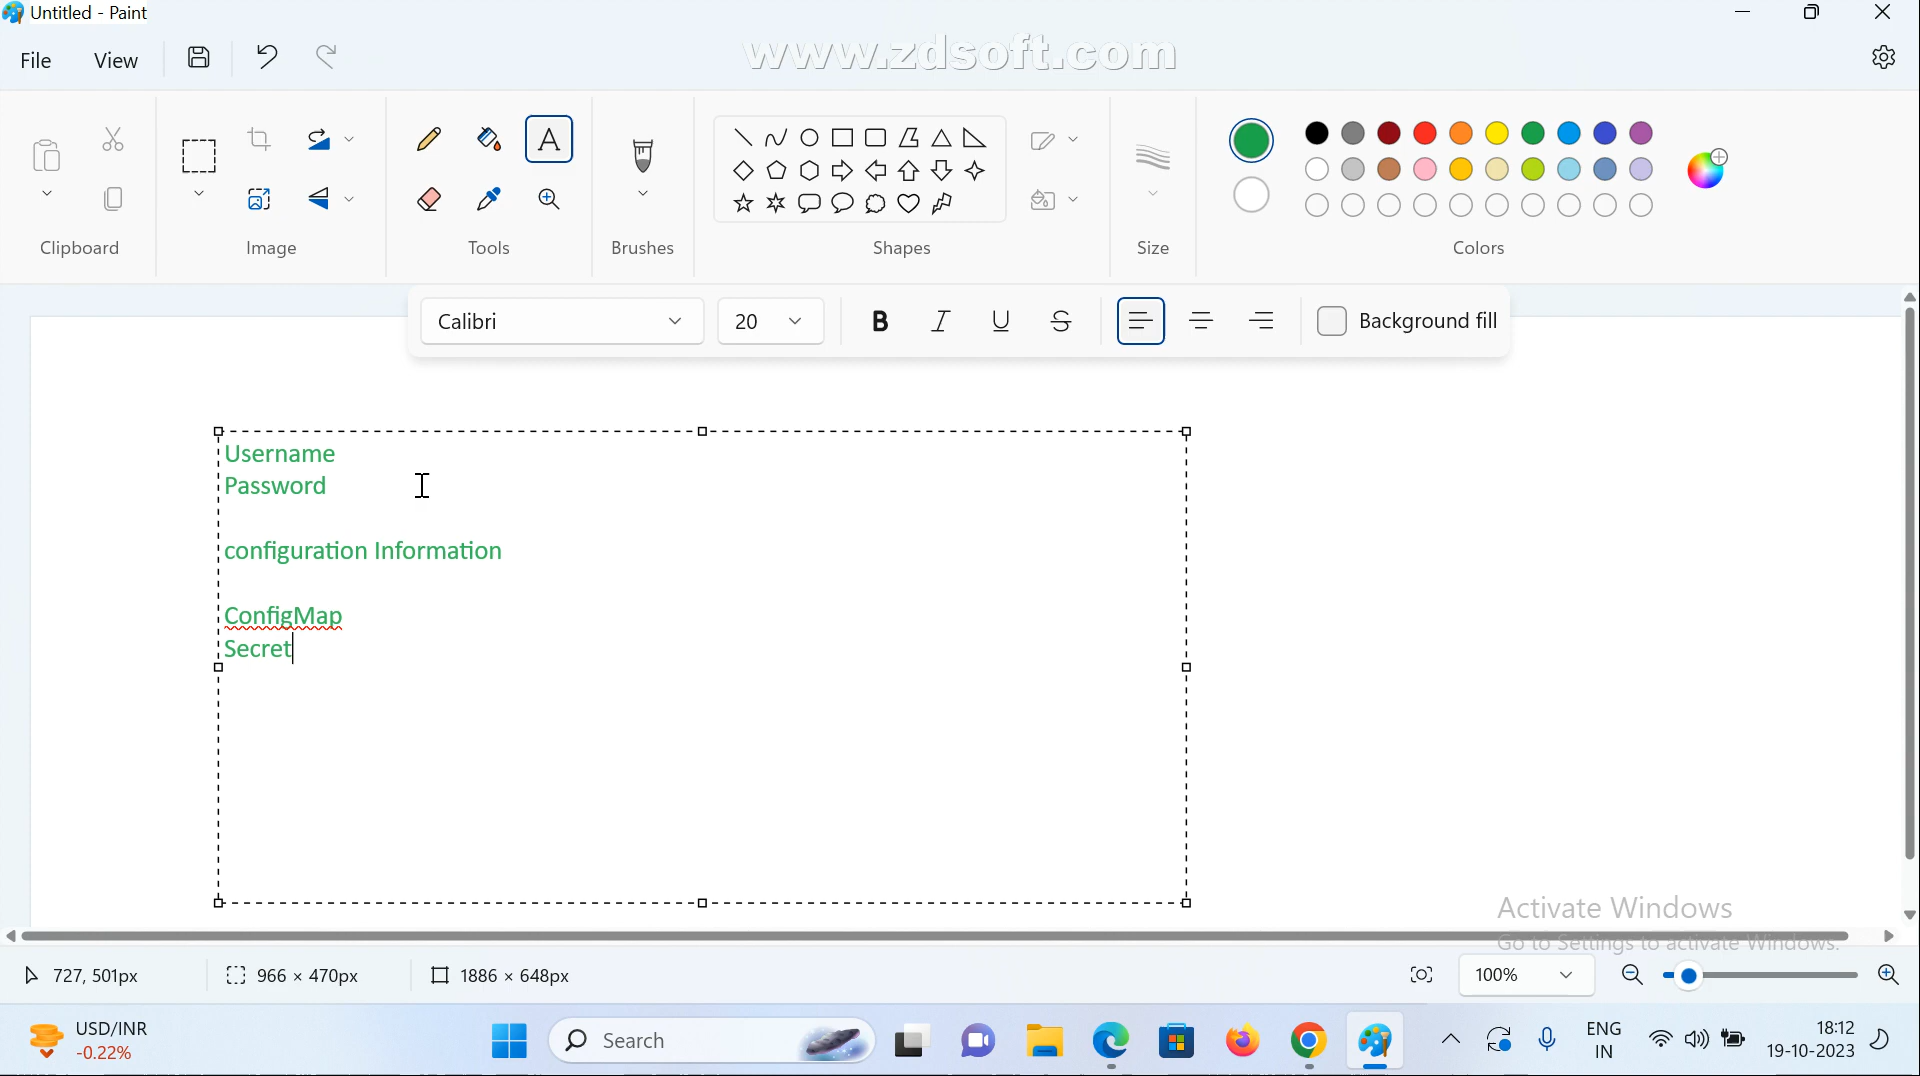 Untitled - Paint
www.zdsoft.com
File View
Clipboard
Image
Tools
Brushes
Shapes
Size
Colors
Calibri 20 B I U S Background fill
Username
Password
configuration Information
ConfigMap
Secret
Activate Windows
Go to Settings to activate Windows.
727, 501px 966 × 470px 1886 × 648px 100%
USD/INR
-0.22%
Search
ENG
IN
18:12
19-10-2023